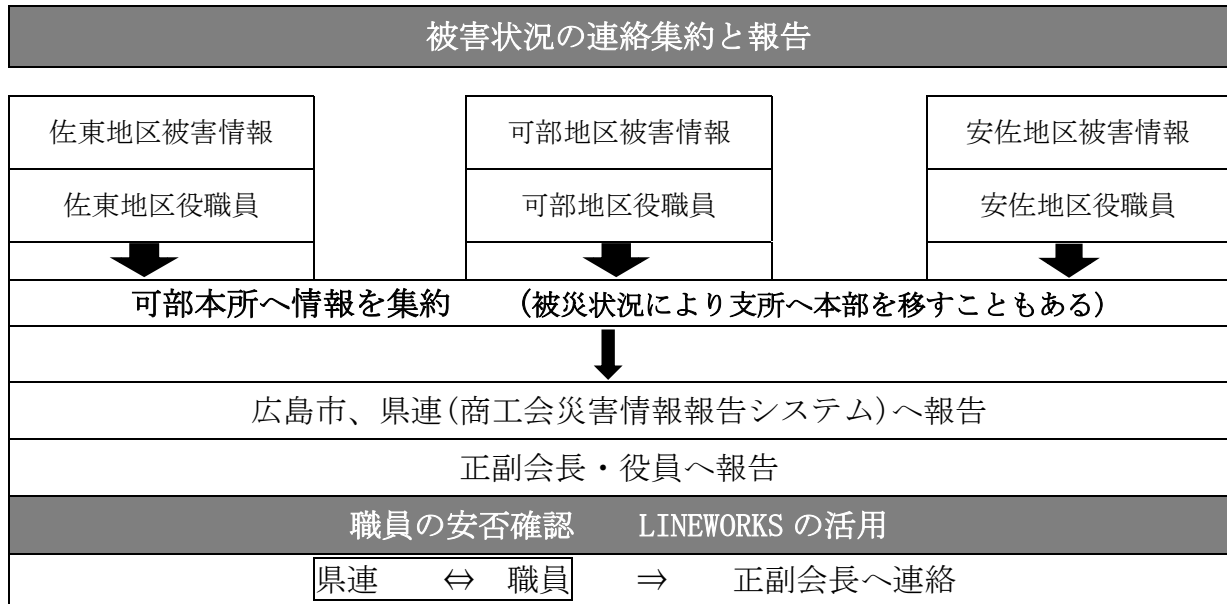 被害状況の連絡集約と報告
佐東地区被害情報 可部地区被害情報 安佐地区被害情報
佐東地区役職員 可部地区役職員 安佐地区役職員
可部本所へ情報を集約 (被災状況により支所へ本部を移すこともある)
広島市、県連(商工会災害情報報告システム)へ報告
正副会長・役員へ報告
職員の安否確認 LINEWORKS の活用
県連 ⇔ 職員 ⇒ 正副会長へ連絡